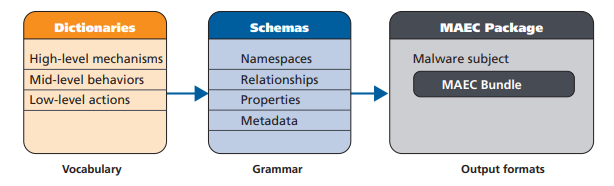 Dictionaries
High-level mechanisms
Mid-level behaviors
Low-level actions
Vocabulary
Schemas
Namespaces
Relationships
Properties
Metadata
Grammar
MAEC Package
Malware subject
MAEC Bundle
Output formats